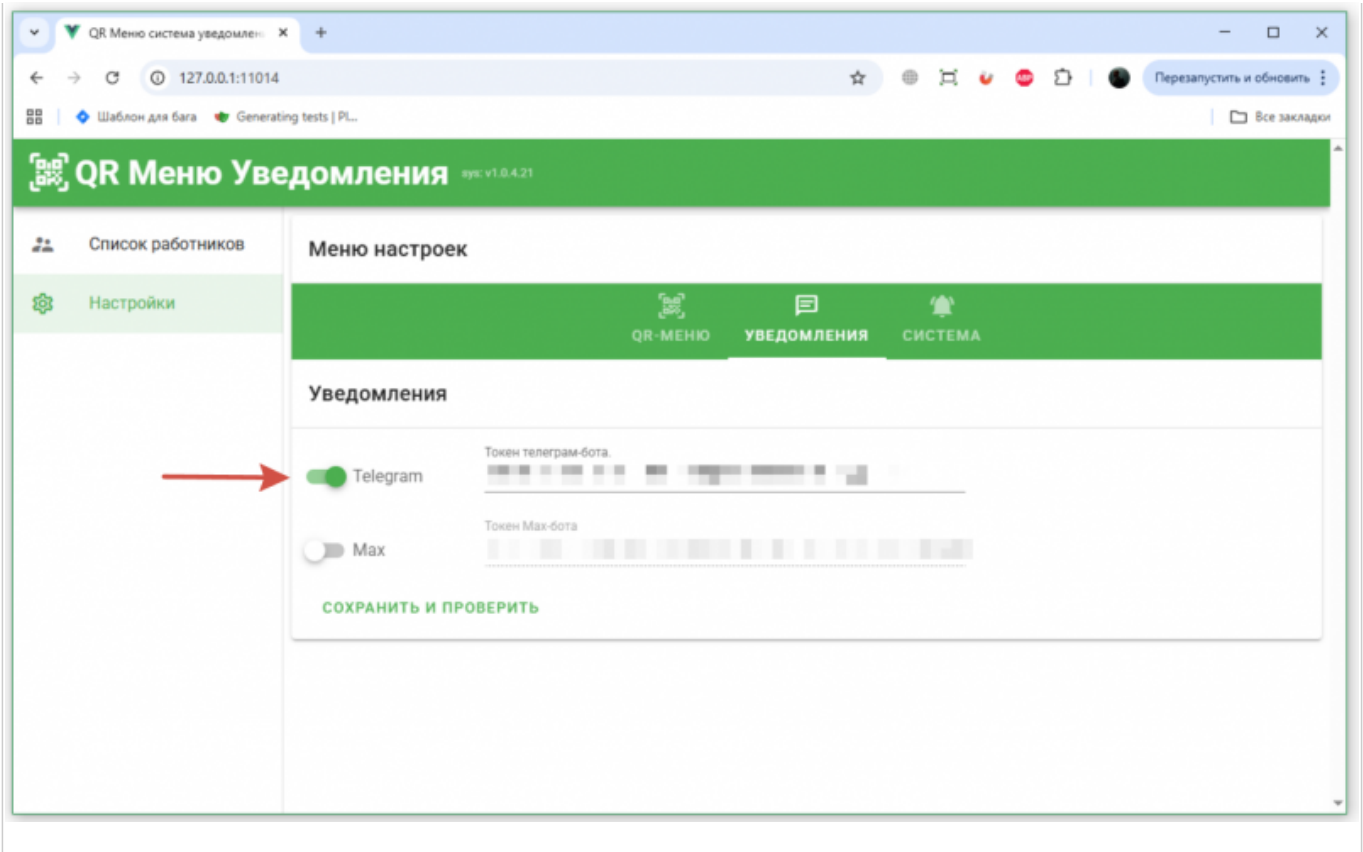 QR Меню система уведомлен
127.0.0.1:11014
ABP
Перезапустить и обновить
Шаблон для бага
Generating tests | Pl...
Все закладки
QR Меню Уведомления sys: v1.0.4.21
Список работников
Настройки
Меню настроек
QR-МЕНЮ
УВЕДОМЛЕНИЯ
СИСТЕМА
Уведомления
Токен телеграм-бота.
Telegram
Токен Max-бота
Max
СОХРАНИТЬ И ПРОВЕРИТЬ